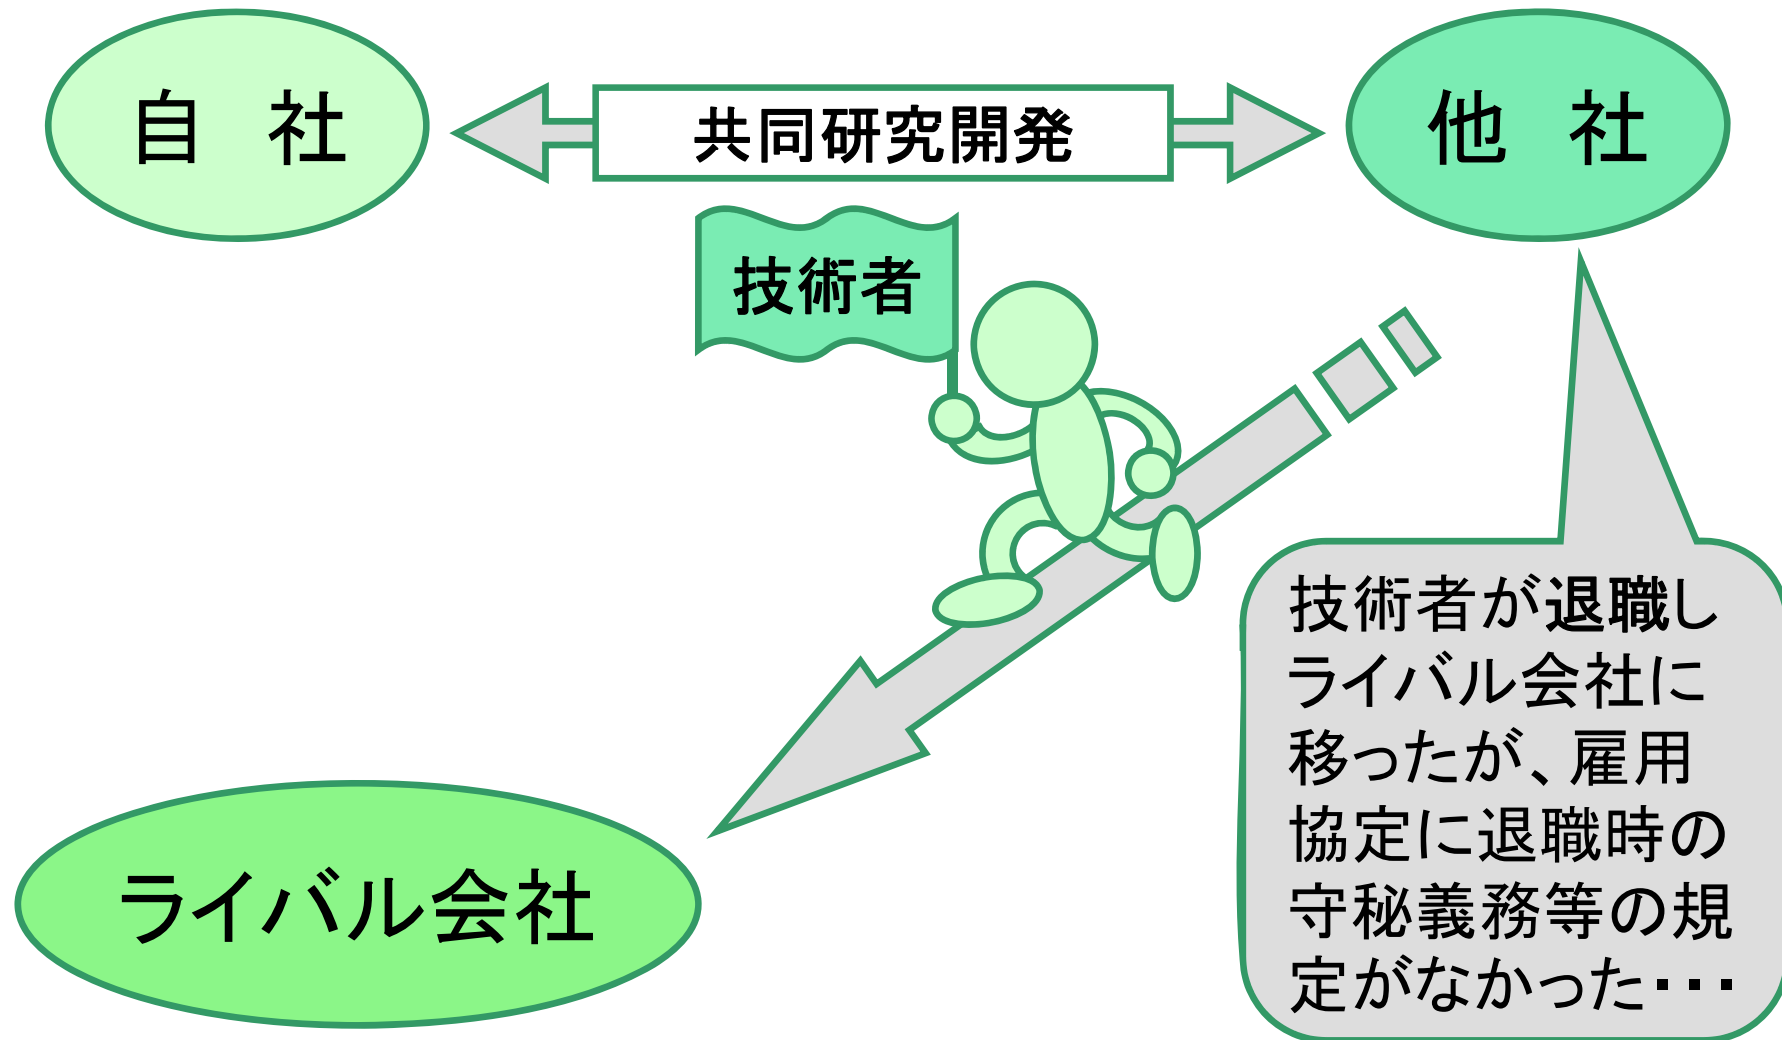 自　社
共同研究開発
他　社
技術者
技術者が退職し
ライバル会社に
移ったが、雇用
協定に退職時の
守秘義務等の規
定がなかった・・・
ライバル会社